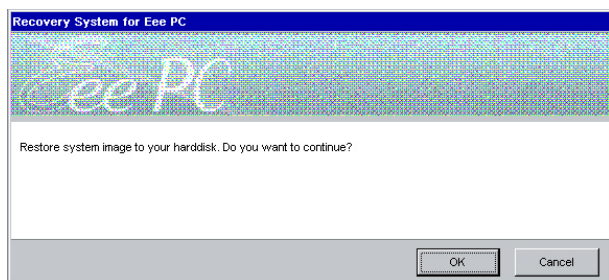 Recovery System for Eee PC
Eee PC
Restore system image to your harddisk. Do you want to continue?
OK
Cancel